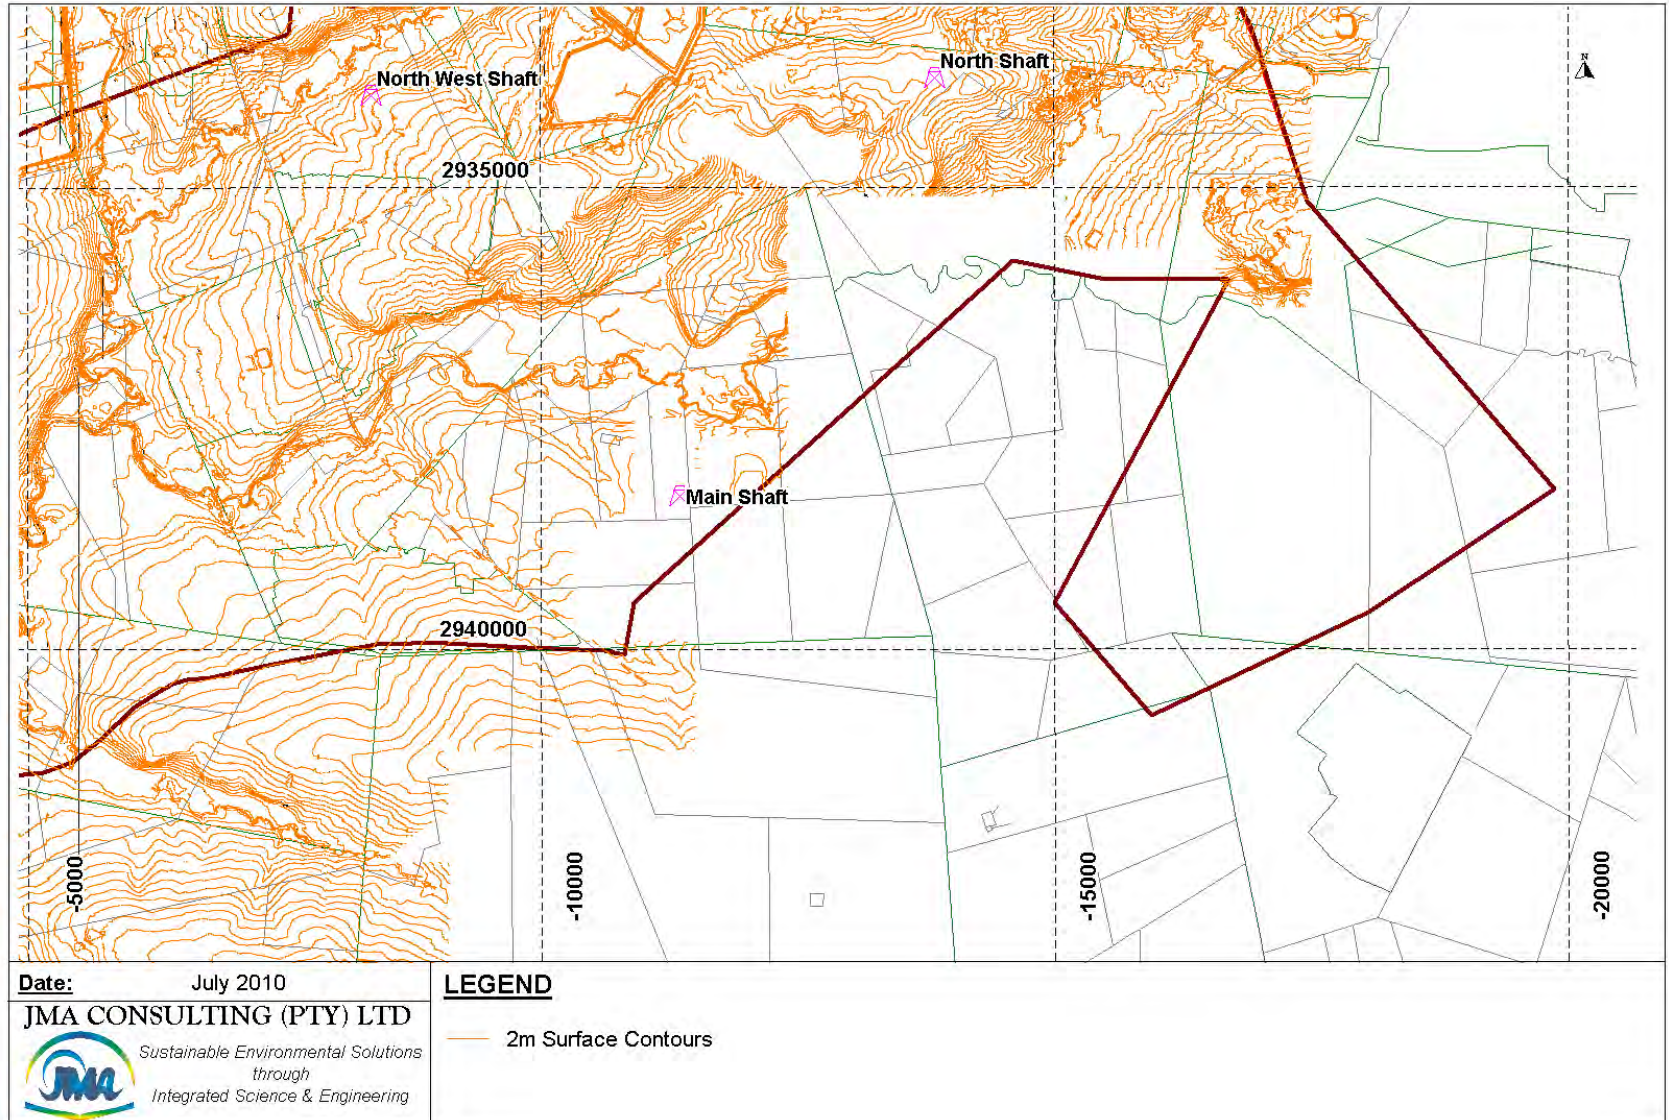 North Shaft
N
North West Shaft
2935000
Main Shaft
2940000
-5000
-10000
-15000
-20000
Date: July 2010
LEGEND
JMA CONSULTING (PTY) LTD
2m Surface Contours
Sustainable Environmental Solutions
through
Integrated Science & Engineering
JMA